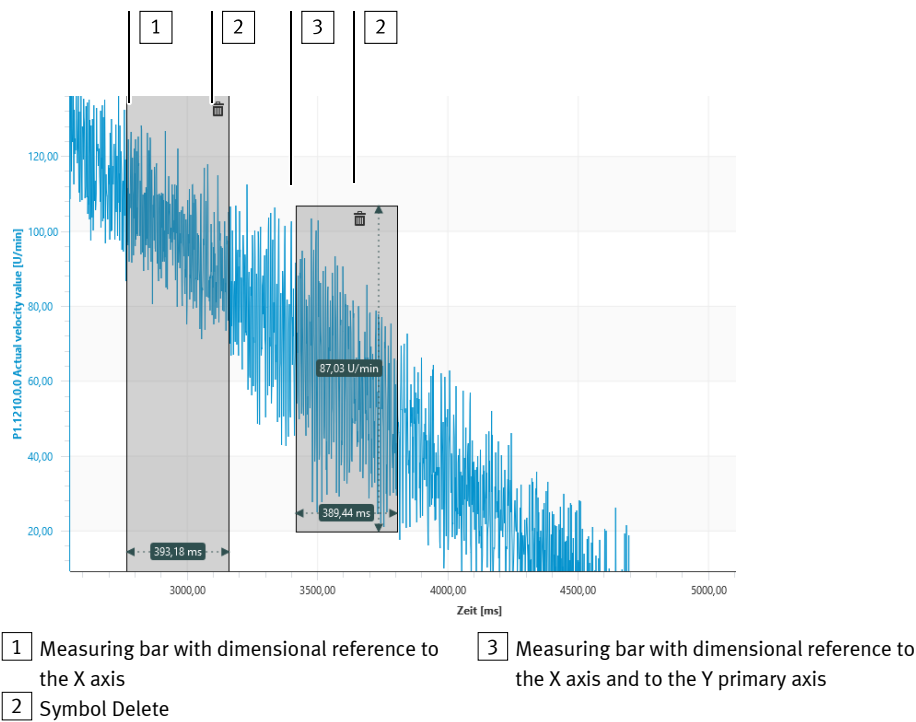 1
2
3
2
120,00
100,00
80,00
60,00
40,00
20,00
P1.1210.0.0 Actual velocity value [U/min]
87,03 U/min
389,44 ms
393,18 ms
3000,00
3500,00
4000,00
4500,00
5000,00
Zeit [ms]
1 Measuring bar with dimensional reference to
the X axis
2 Symbol Delete
3 Measuring bar with dimensional reference to
the X axis and to the Y primary axis